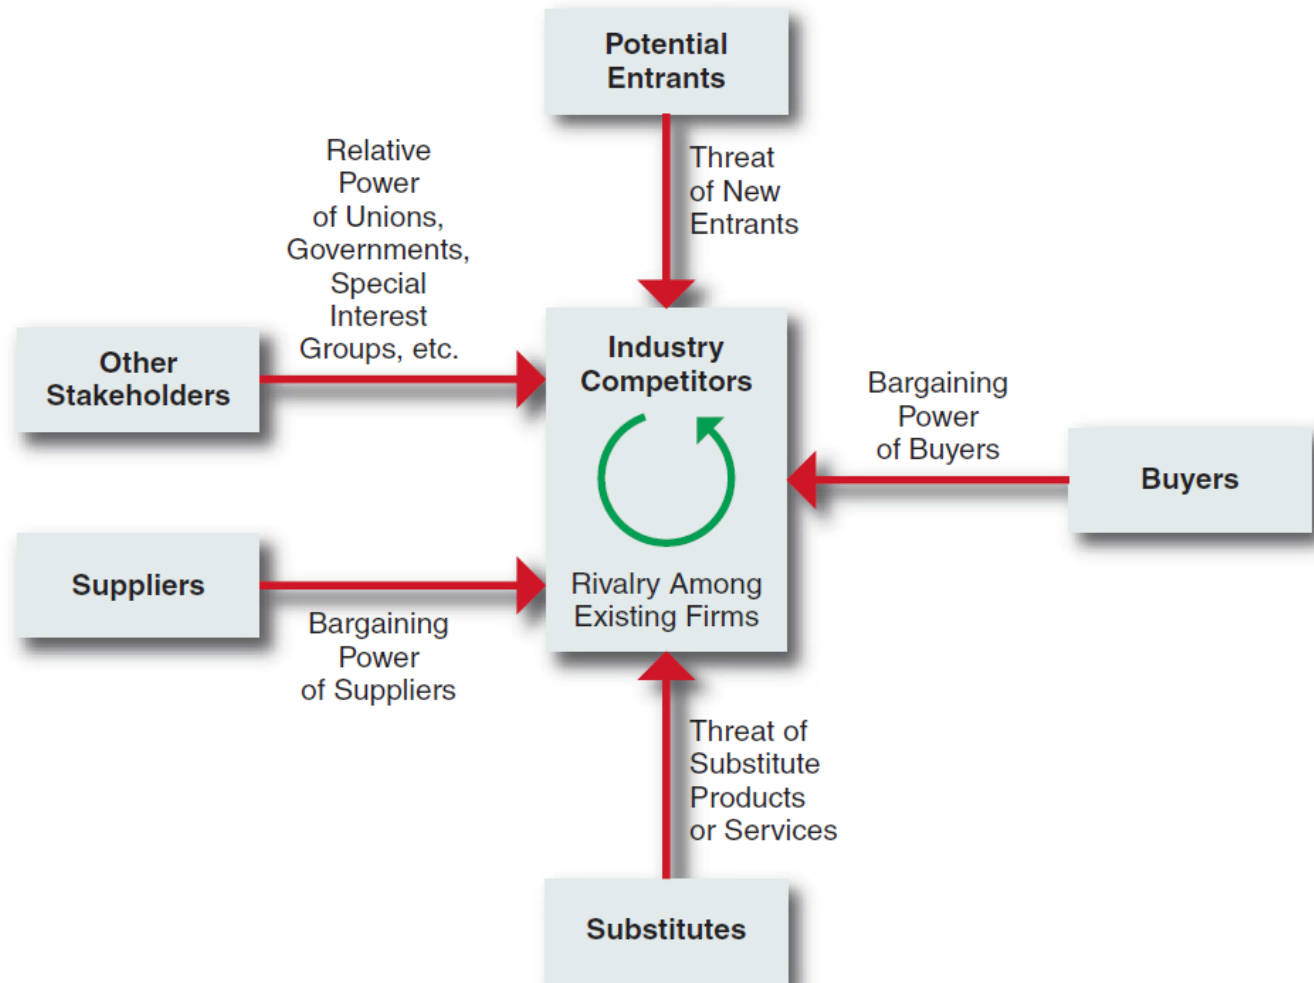 Potential
Entrants
Threat
of New
Entrants
Relative
Power
of Unions,
Governments,
Special
Interest
Groups, etc.
Other
Stakeholders
Industry
Competitors
Rivalry Among
Existing Firms
Bargaining
Power
of Buyers
Buyers
Suppliers
Bargaining
Power
of Suppliers
Threat of
Substitute
Products
or Services
Substitutes